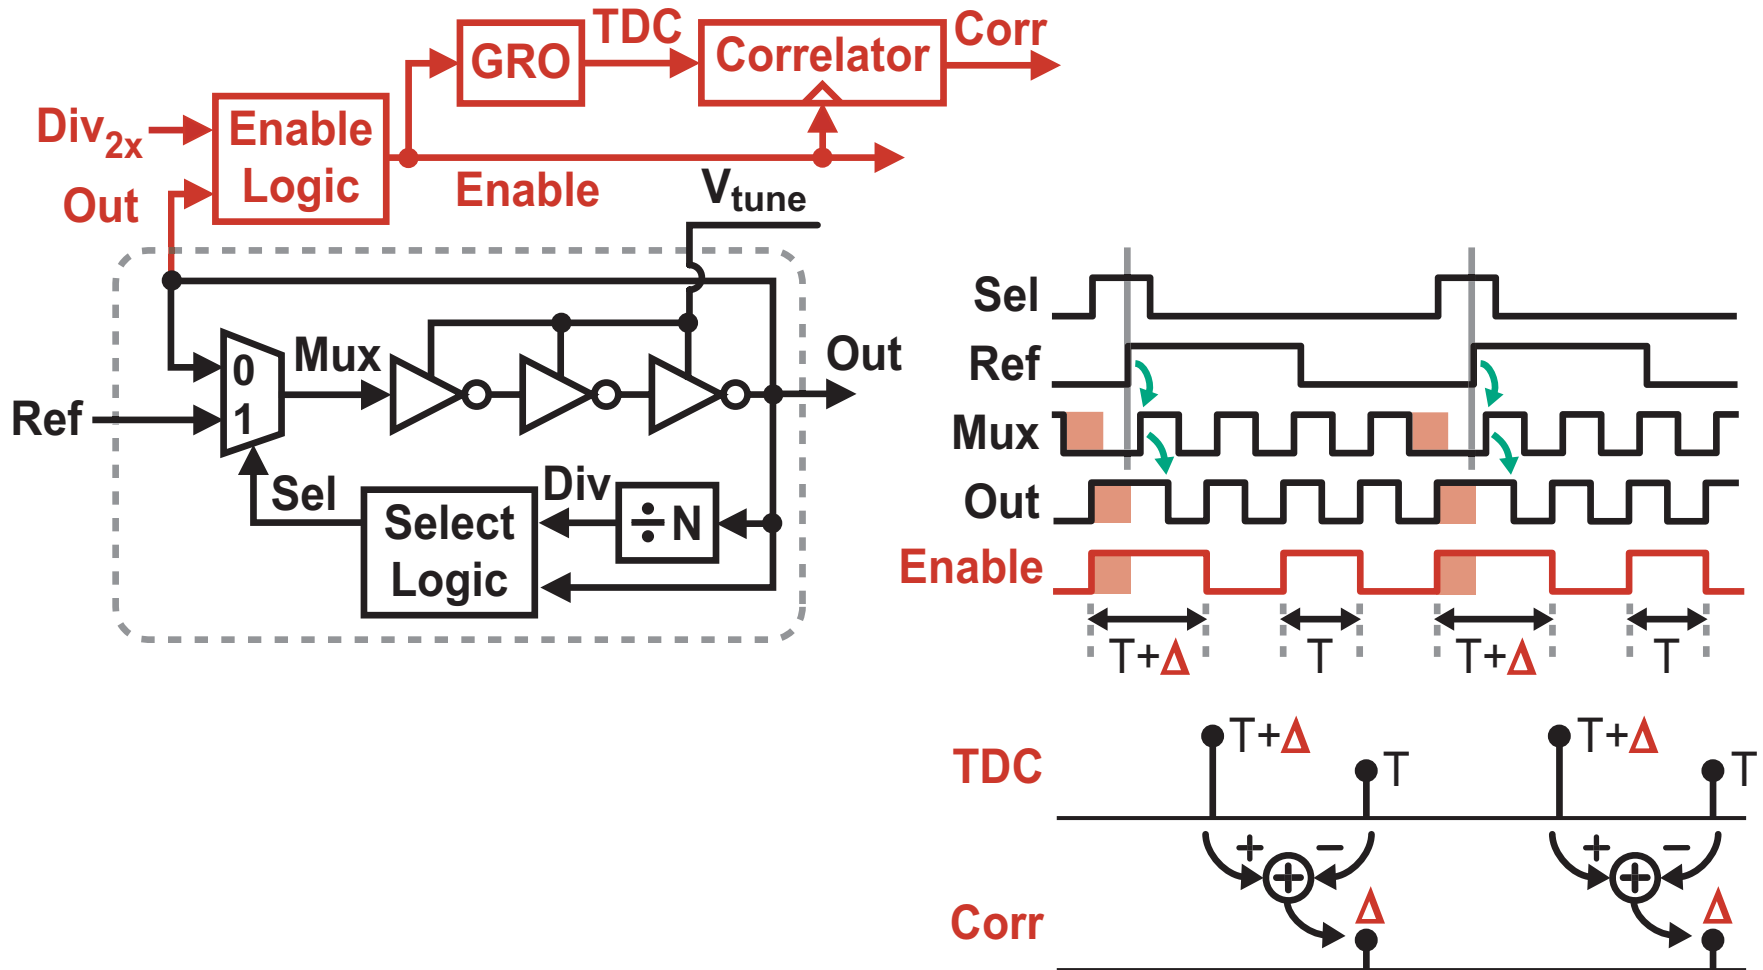 TDC
Corr
GRO
Correlator
Div2x
Enable
Logic
Out
Enable
Vtune
Mux
0
1
Out
Ref
Sel
Div
Select
Logic
÷ N
Sel
Ref
Mux
Out
Enable
T+Δ
T
T+Δ
T
TDC
T+Δ
T
T+Δ
T
+
−
+
−
+
+
Corr
Δ
Δ